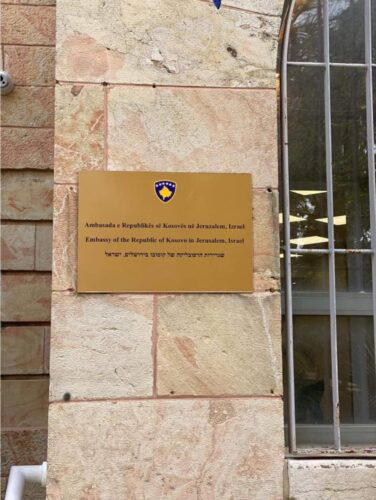 Ambasada e Republikës së Kosovës në Jeruzalem, Izrael
Embassy of the Republic of Kosovo in Jerusalem, Israel
שגרירות הרפובליקה של קוסובו בירושלים, ישראל